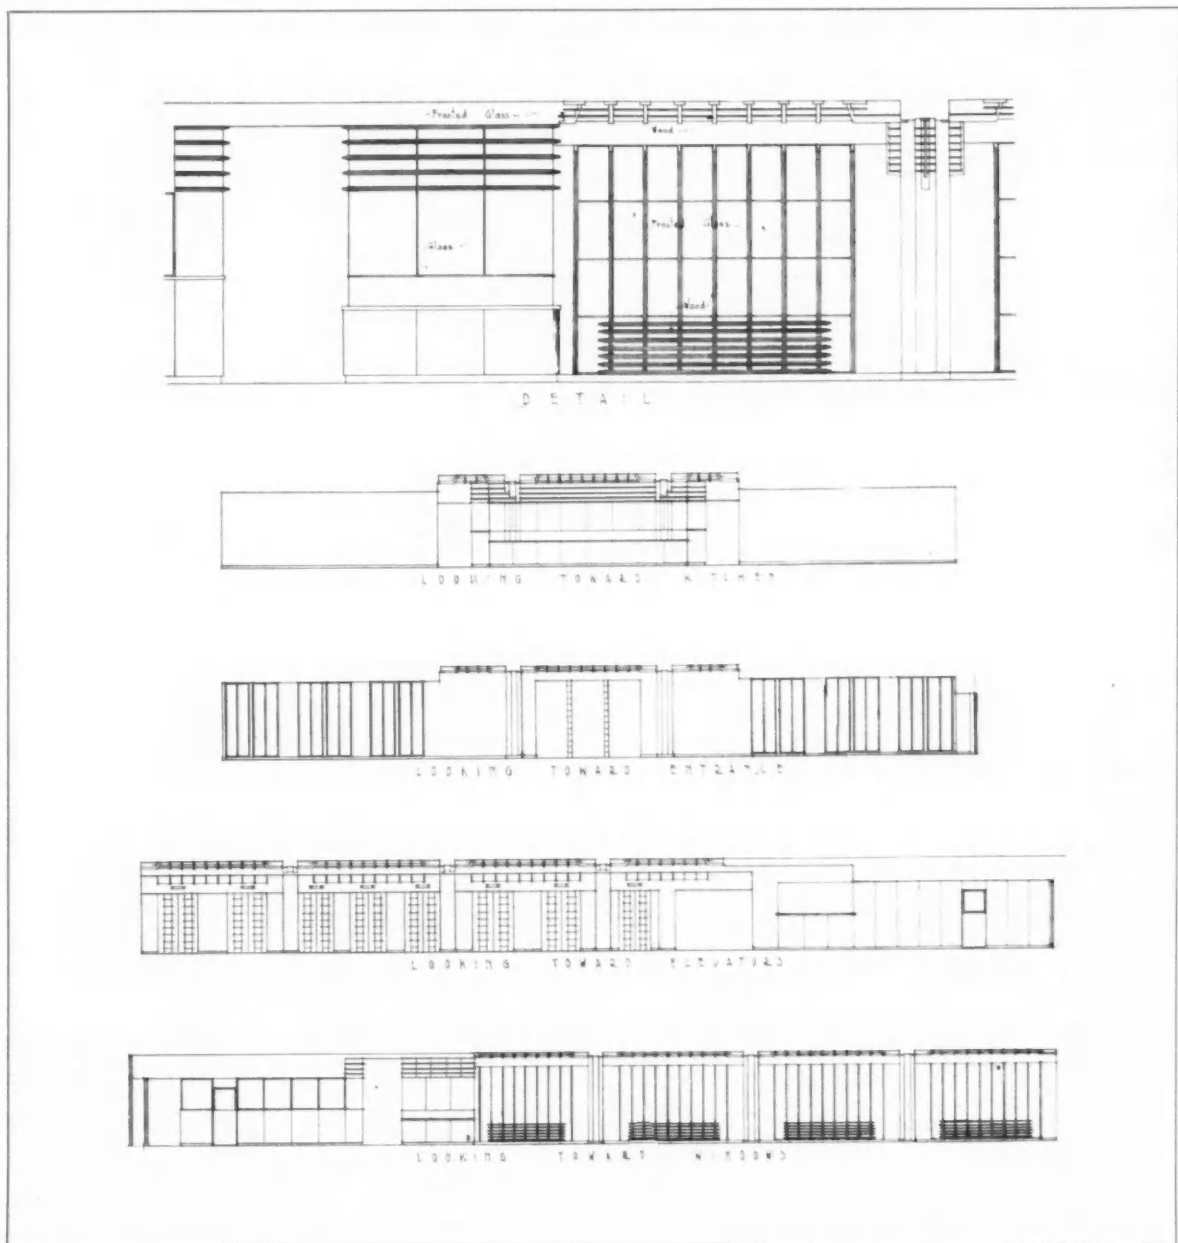 Frosted Glass
Wood
Frosted Glass
Glass
Wood
DETAIL
LOOKING TOWARD KITCHEN
LOOKING TOWARD ENTRANCE
LOOKING TOWARD ELEVATORS
LOOKING TOWARD WINDOWS